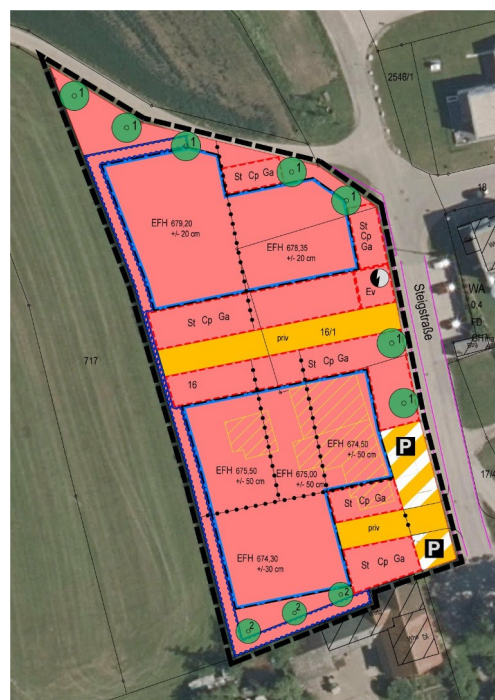 2546/1
1
1
1
1
St Cp Ga
1
18
EFH 679,20
+/- 20 cm
EFH 678,35
+/- 20 cm
St
Cp
Ga
Ev
Steigstraße
WA
0,4
FD
St Cp Ga
priv
16/1
717
16
St Cp Ga
1
1
EFH 674,50
+/- 50 cm
EFH 675,50
+/- 50 cm
EFH 675,00
+/- 50 cm
P
17/4
St Cp Ga
priv
P
EFH 674,30
+/-30 cm
St Cp Ga
2
2
2